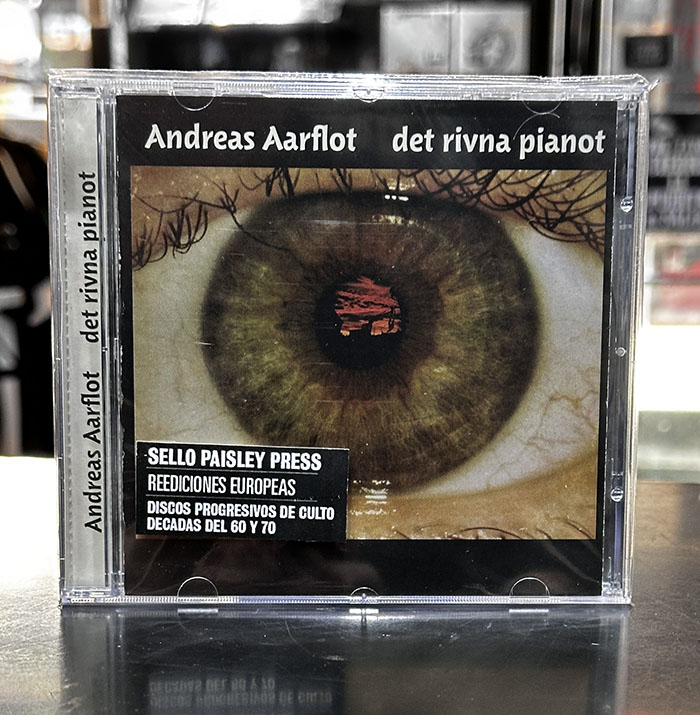 Andreas Aarflot det rivna pianot
Andreas Aarflot det rivna pianot
SELLO PAISLEY PRESS
REEDICIONES EUROPEAS
DISCOS PROGRESIVOS DE CULTO
DECADAS DEL 60 Y 70